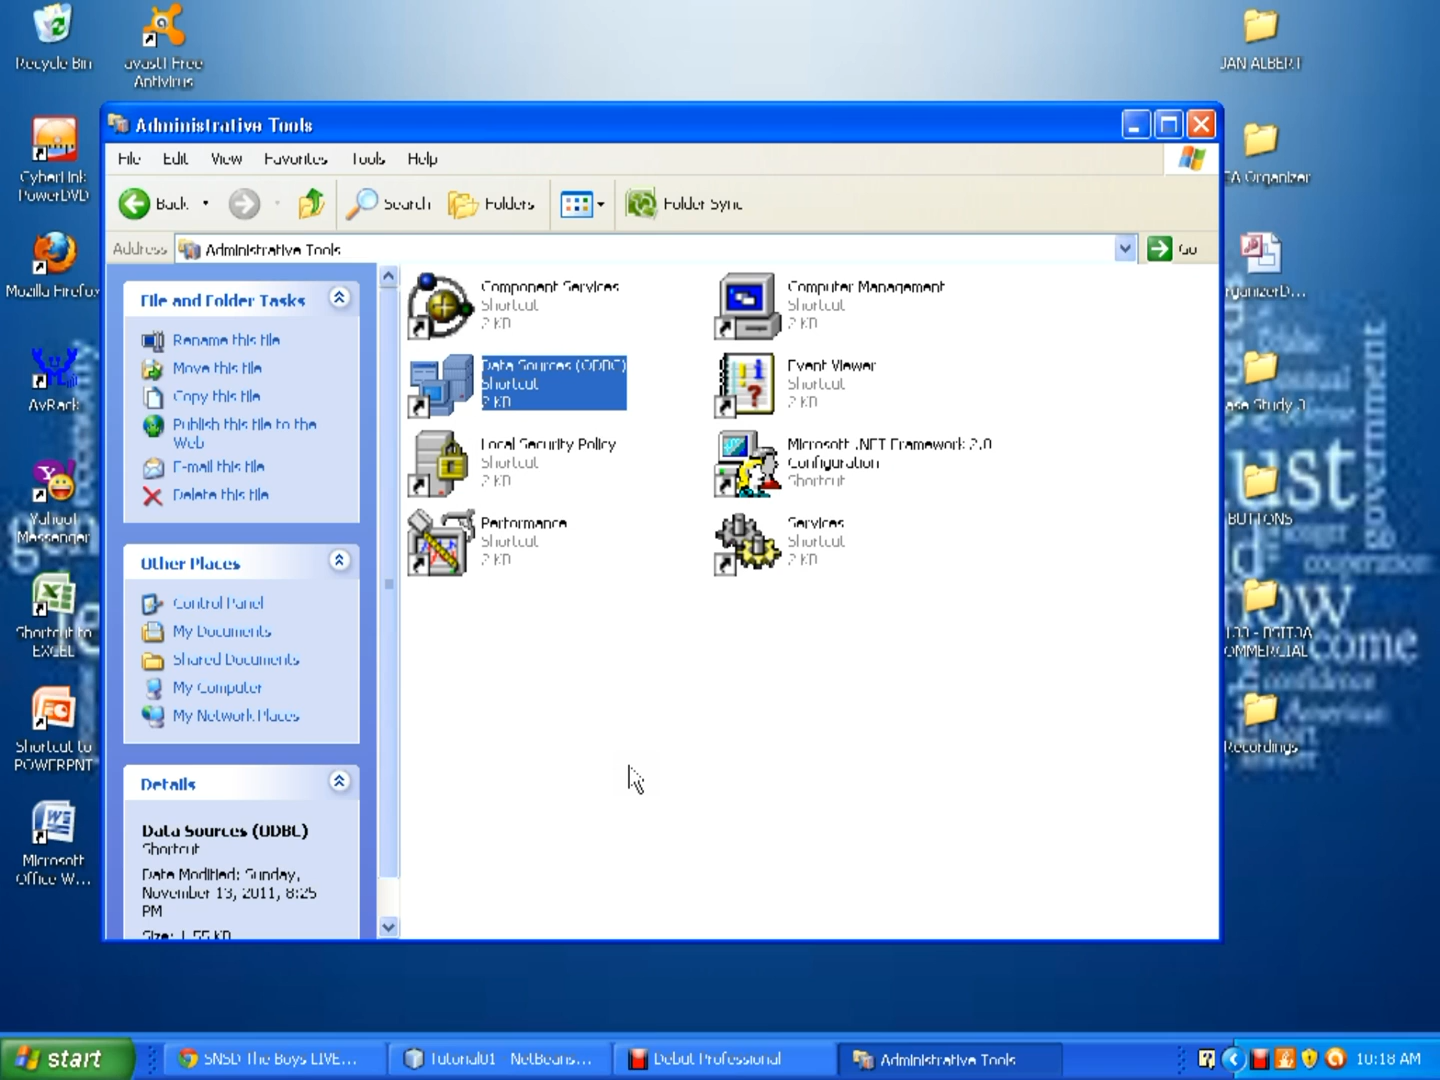 Recycle Bin
avast! Free
Antivirus
CyberLink
PowerDVD
Mozilla Firefox
AvRack
Yahoo!
Messenger
Shortcut to
EXCEL
Shortcut to
POWERPNT
Microsoft
Office W...
Administrative Tools
File Edit View Favorites Tools Help
Back Search Folders Folder Sync
Address Administrative Tools Go
File and Folder Tasks
Rename this file
Move this file
Copy this file
Publish this file to the
Web
E-mail this file
Delete this file
Other Places
Control Panel
My Documents
Shared Documents
My Computer
My Network Places
Details
Data Sources (ODBC)
Shortcut
Date Modified: Sunday,
November 13, 2011, 8:25
PM
Size: 1.55 KB
Component Services
Shortcut
2 KB
Computer Management
Shortcut
2 KB
Data Sources (ODBC)
Shortcut
2 KB
Event Viewer
Shortcut
2 KB
Local Security Policy
Shortcut
2 KB
Microsoft .NET Framework 2.0
Configuration
Shortcut
Performance
Shortcut
2 KB
Services
Shortcut
2 KB
JAN ALBERT
A Organizer
rganizerD...
ase Study 3
BUTTONS
OMMERCIAL
Recordings
government
ust
cooperation
now
come
confidence
American
start
SNSD The Boys LIVE...
Tutorial01 - NetBeans...
Debut Professional
Administrative Tools
10:18 AM